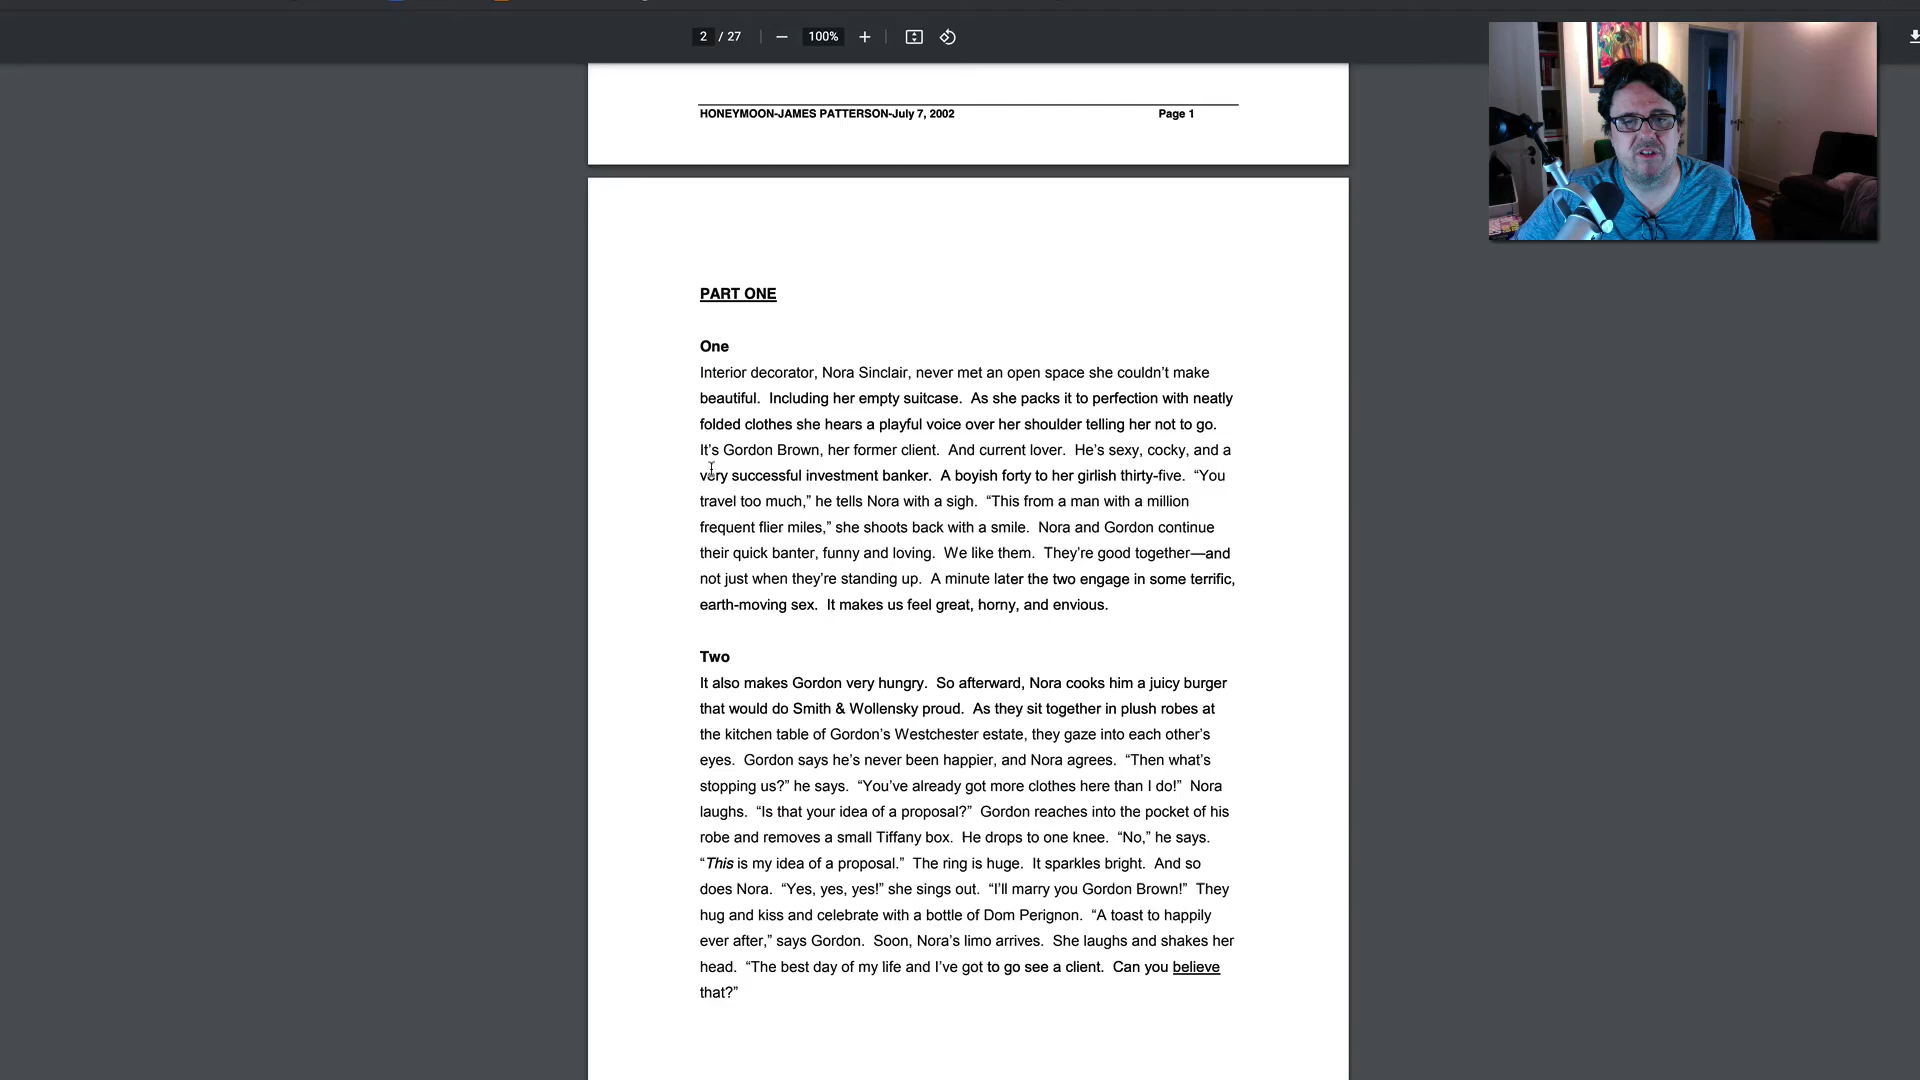 2 / 27 100%
HONEYMOON-JAMES PATTERSON-July 7, 2002 Page 1
PART ONE
One
Interior decorator, Nora Sinclair, never met an open space she couldn’t make
beautiful. Including her empty suitcase. As she packs it to perfection with neatly
folded clothes she hears a playful voice over her shoulder telling her not to go.
It’s Gordon Brown, her former client. And current lover. He’s sexy, cocky, and a
very successful investment banker. A boyish forty to her girlish thirty-five. “You
travel too much,” he tells Nora with a sigh. “This from a man with a million
frequent flier miles,” she shoots back with a smile. Nora and Gordon continue
their quick banter, funny and loving. We like them. They’re good together—and
not just when they’re standing up. A minute later the two engage in some terrific,
earth-moving sex. It makes us feel great, horny, and envious.
Two
It also makes Gordon very hungry. So afterward, Nora cooks him a juicy burger
that would do Smith & Wollensky proud. As they sit together in plush robes at
the kitchen table of Gordon’s Westchester estate, they gaze into each other’s
eyes. Gordon says he’s never been happier, and Nora agrees. “Then what’s
stopping us?” he says. “You’ve already got more clothes here than I do!” Nora
laughs. “Is that your idea of a proposal?” Gordon reaches into the pocket of his
robe and removes a small Tiffany box. He drops to one knee. “No,” he says.
“This is my idea of a proposal.” The ring is huge. It sparkles bright. And so
does Nora. “Yes, yes, yes!” she sings out. “I’ll marry you Gordon Brown!” They
hug and kiss and celebrate with a bottle of Dom Perignon. “A toast to happily
ever after,” says Gordon. Soon, Nora’s limo arrives. She laughs and shakes her
head. “The best day of my life and I’ve got to go see a client. Can you believe
that?”